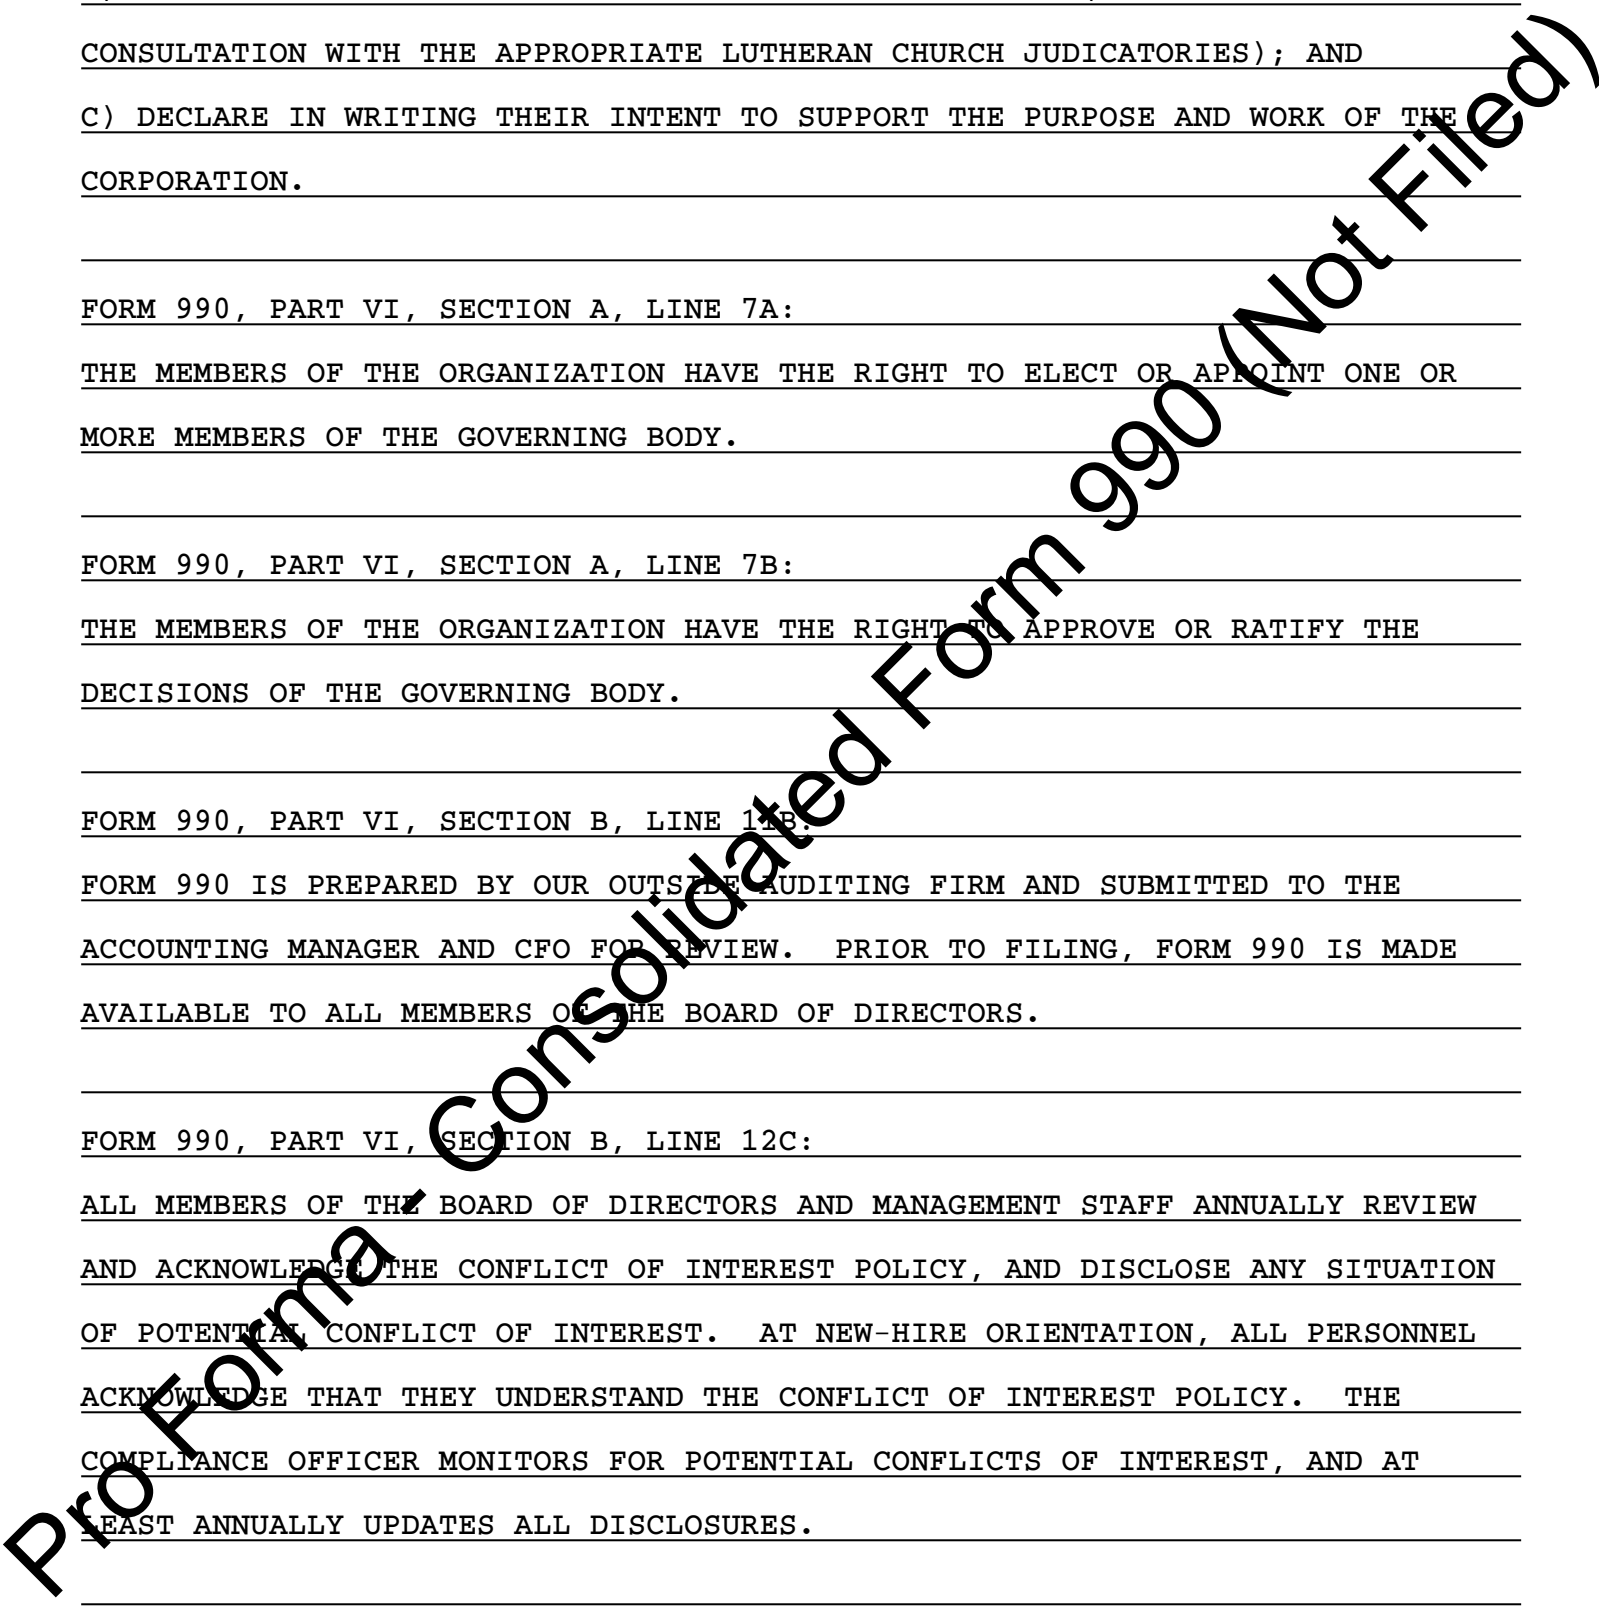 CONSULTATION WITH THE APPROPRIATE LUTHERAN CHURCH JUDICATORIES); AND
C) DECLARE IN WRITING THEIR INTENT TO SUPPORT THE PURPOSE AND WORK OF THE
CORPORATION.
FORM 990, PART VI, SECTION A, LINE 7A:
THE MEMBERS OF THE ORGANIZATION HAVE THE RIGHT TO ELECT OR APPOINT ONE OR
MORE MEMBERS OF THE GOVERNING BODY.
FORM 990, PART VI, SECTION A, LINE 7B:
THE MEMBERS OF THE ORGANIZATION HAVE THE RIGHT TO APPROVE OR RATIFY THE
DECISIONS OF THE GOVERNING BODY.
FORM 990, PART VI, SECTION B, LINE 11B:
FORM 990 IS PREPARED BY OUR OUTSIDE AUDITING FIRM AND SUBMITTED TO THE
ACCOUNTING MANAGER AND CFO FOR REVIEW.  PRIOR TO FILING, FORM 990 IS MADE
AVAILABLE TO ALL MEMBERS OF THE BOARD OF DIRECTORS.
FORM 990, PART VI, SECTION B, LINE 12C:
ALL MEMBERS OF THE BOARD OF DIRECTORS AND MANAGEMENT STAFF ANNUALLY REVIEW
AND ACKNOWLEDGE THE CONFLICT OF INTEREST POLICY, AND DISCLOSE ANY SITUATION
OF POTENTIAL CONFLICT OF INTEREST.  AT NEW-HIRE ORIENTATION, ALL PERSONNEL
ACKNOWLEDGE THAT THEY UNDERSTAND THE CONFLICT OF INTEREST POLICY.  THE
COMPLIANCE OFFICER MONITORS FOR POTENTIAL CONFLICTS OF INTEREST, AND AT
LEAST ANNUALLY UPDATES ALL DISCLOSURES.
Pro Forma - Consolidated Form 990 (Not Filed)